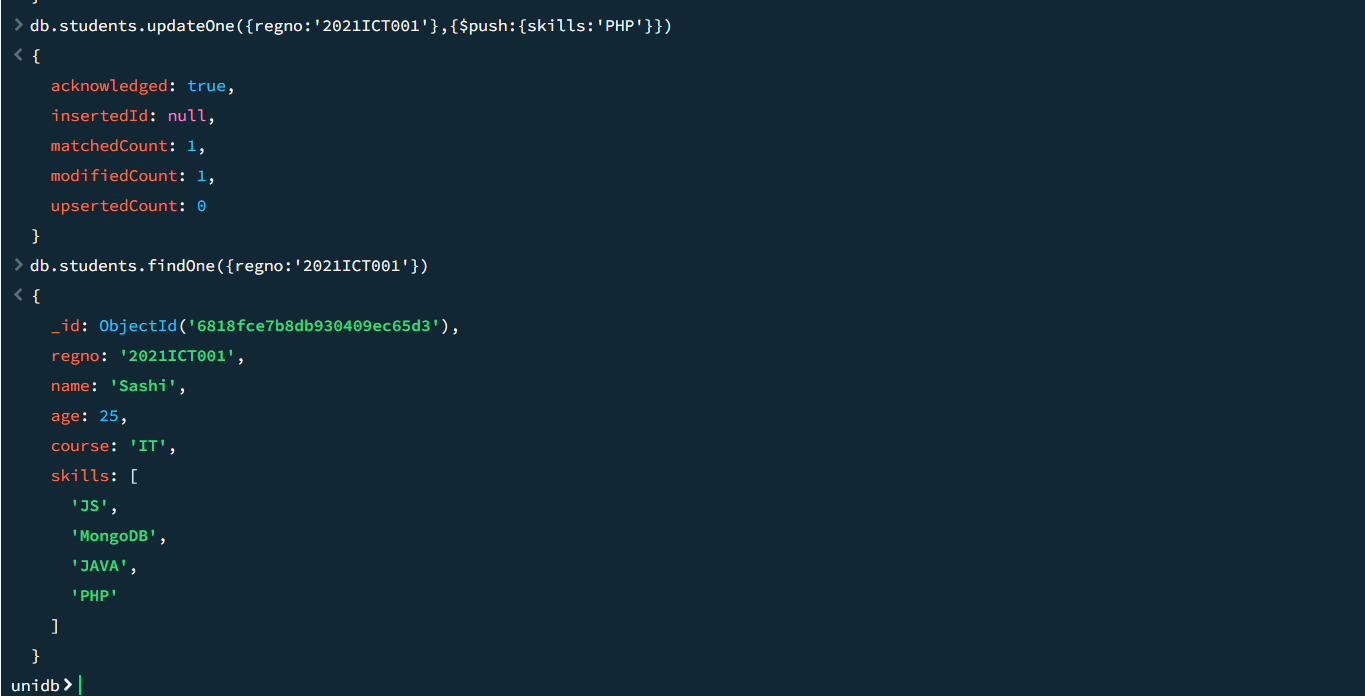 > db.students.updateOne({regno:'2021ICT001'},{$push:{skills:'PHP'}})
< {
acknowledged: true,
insertedId: null,
matchedCount: 1,
modifiedCount: 1,
upsertedCount: 0
}
> db.students.findOne({regno:'2021ICT001'})
< {
_id: ObjectId('6818fce7b8db930409ec65d3'),
regno: '2021ICT001',
name: 'Sashi',
age: 25,
course: 'IT',
skills: [
'JS',
'MongoDB',
'JAVA',
'PHP'
]
}
unidb>